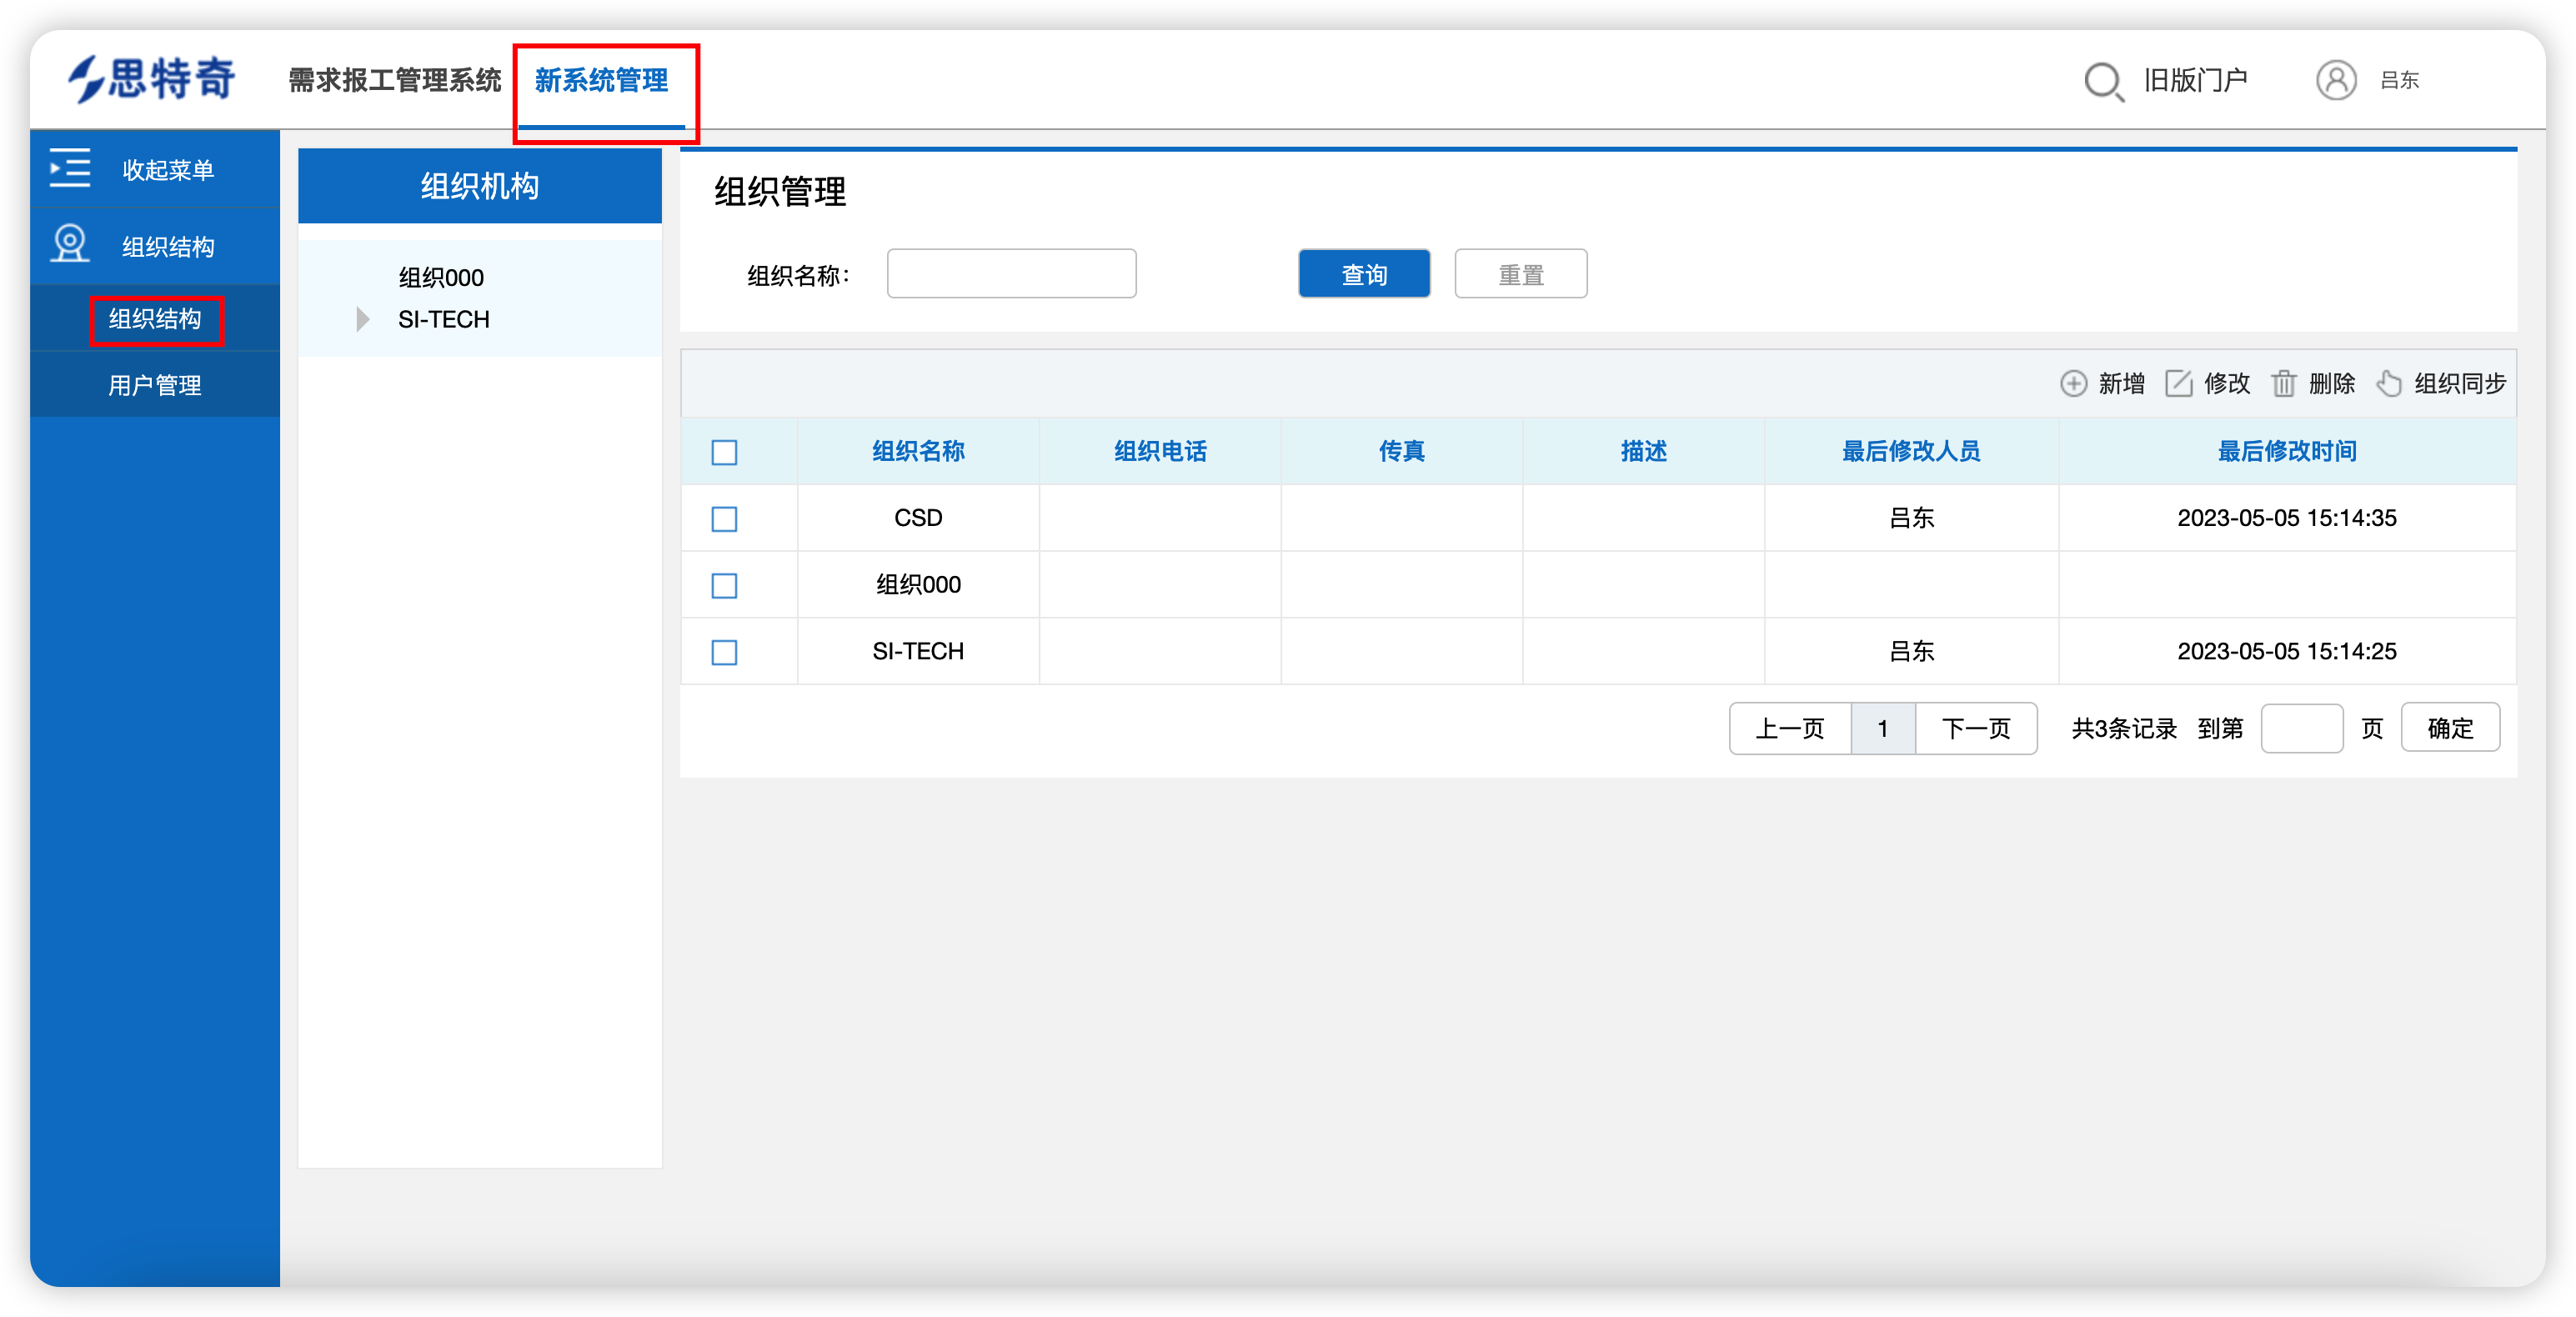 思特奇 需求报工管理系统 新系统管理 旧版门户 吕东
收起菜单
组织结构
组织结构
用户管理
组织机构
组织000
SI-TECH
组织管理
组织名称： 查询 重置
新增 修改 删除 组织同步
组织名称 组织电话 传真 描述 最后修改人员 最后修改时间
CSD 吕东 2023-05-05 15:14:35
组织000
SI-TECH 吕东 2023-05-05 15:14:25
上一页 1 下一页 共3条记录 到第 页 确定